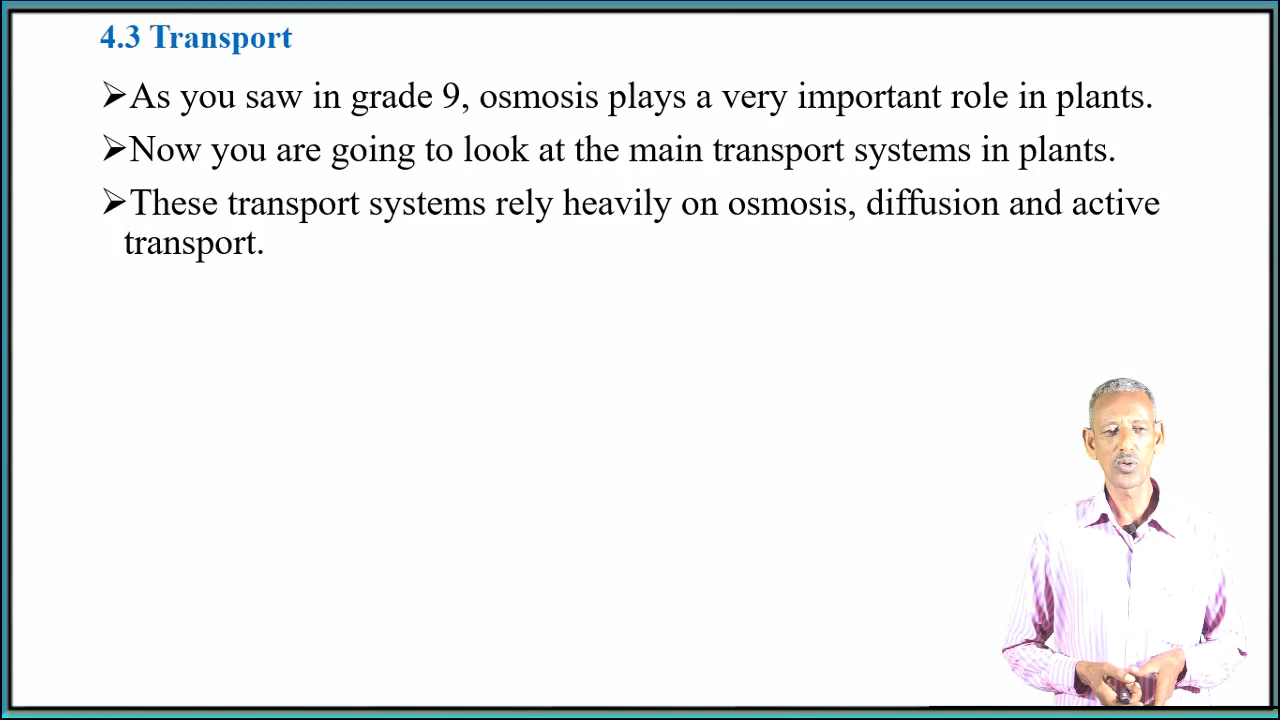 4.3 Transport
➢As you saw in grade 9, osmosis plays a very important role in plants.
➢Now you are going to look at the main transport systems in plants.
➢These transport systems rely heavily on osmosis, diffusion and active
transport.